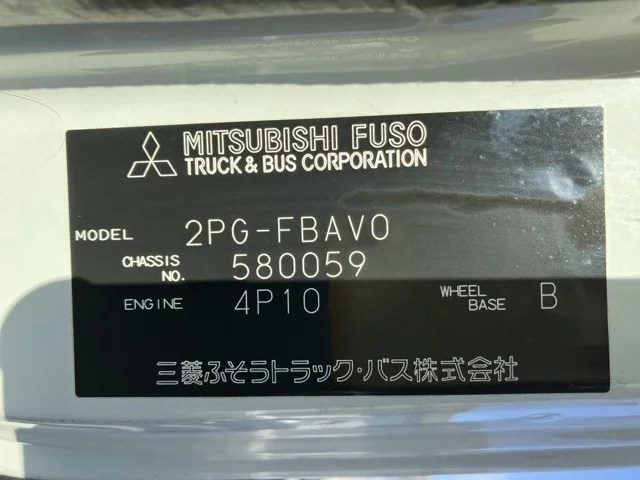 MITSUBISHI FUSO
TRUCK & BUS CORPORATION
MODEL 2PG-FBAV0
CHASSIS NO. 580059
ENGINE 4P10 WHEEL BASE B
三菱ふそうトラック・バス株式会社